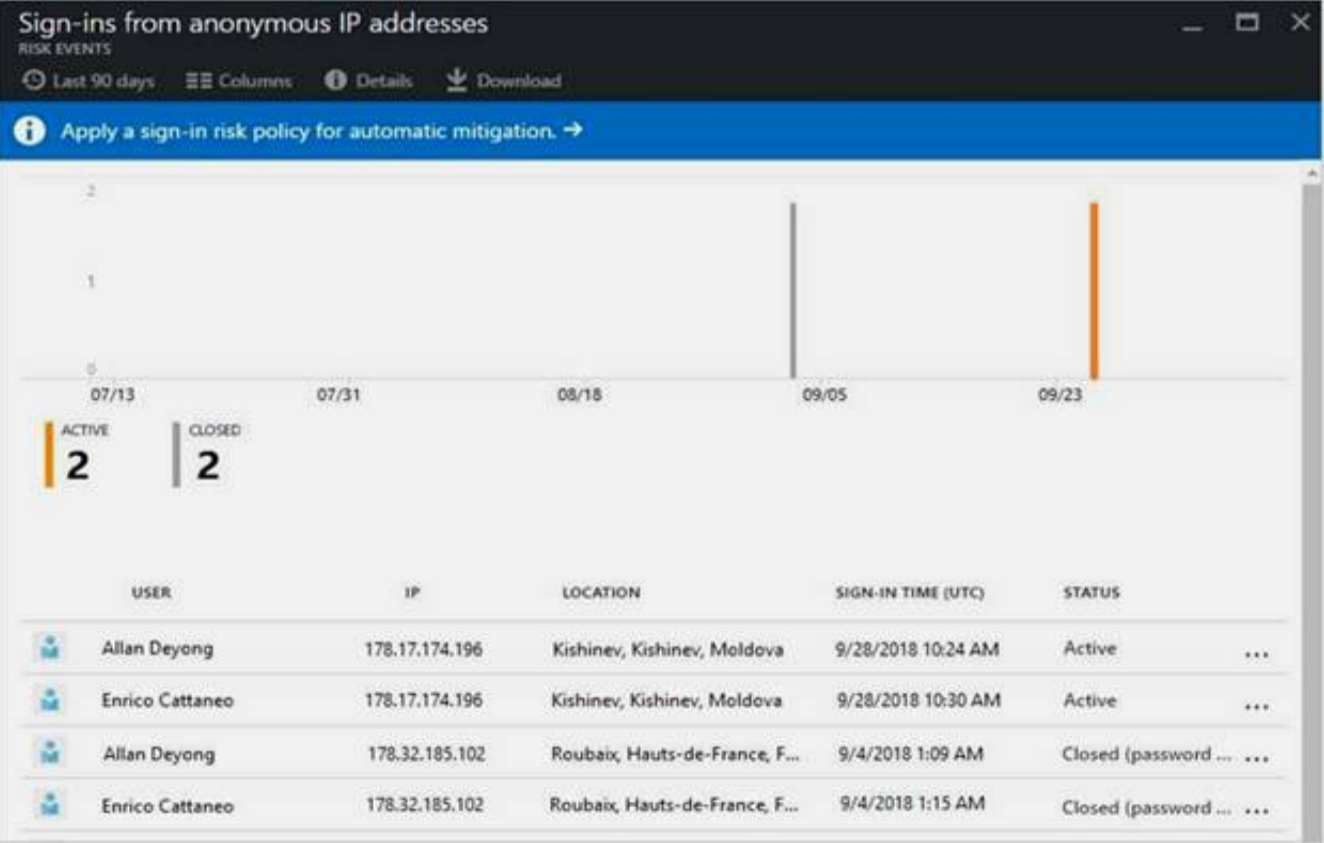 Sign-ins from anonymous IP addresses
RISK EVENTS
Last 90 days Columns Details Download
Apply a sign-in risk policy for automatic mitigation. →
2
1
0
07/13 07/31 08/18 09/05 09/23
ACTIVE CLOSED
2 2
USER IP LOCATION SIGN-IN TIME (UTC) STATUS
Allan Deyong 178.17.174.196 Kishinev, Kishinev, Moldova 9/28/2018 10:24 AM Active ...
Enrico Cattaneo 178.17.174.196 Kishinev, Kishinev, Moldova 9/28/2018 10:30 AM Active ...
Allan Deyong 178.32.185.102 Roubaix, Hauts-de-France, F... 9/4/2018 1:09 AM Closed (password ... ...
Enrico Cattaneo 178.32.185.102 Roubaix, Hauts-de-France, F... 9/4/2018 1:15 AM Closed (password ... ...